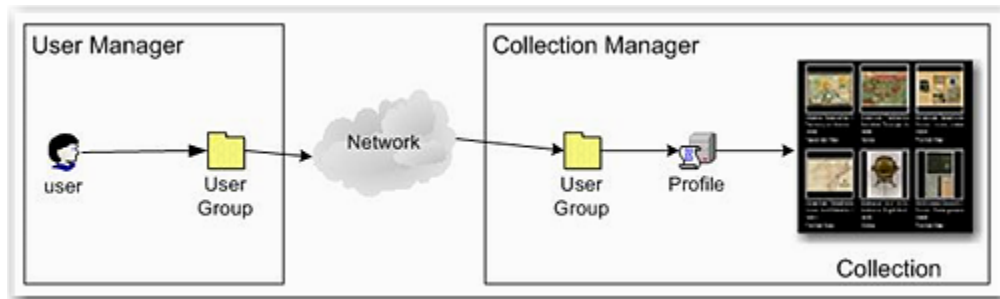 User Manager
Collection Manager
Network
user
User
Group
User
Group
Profile
Collection